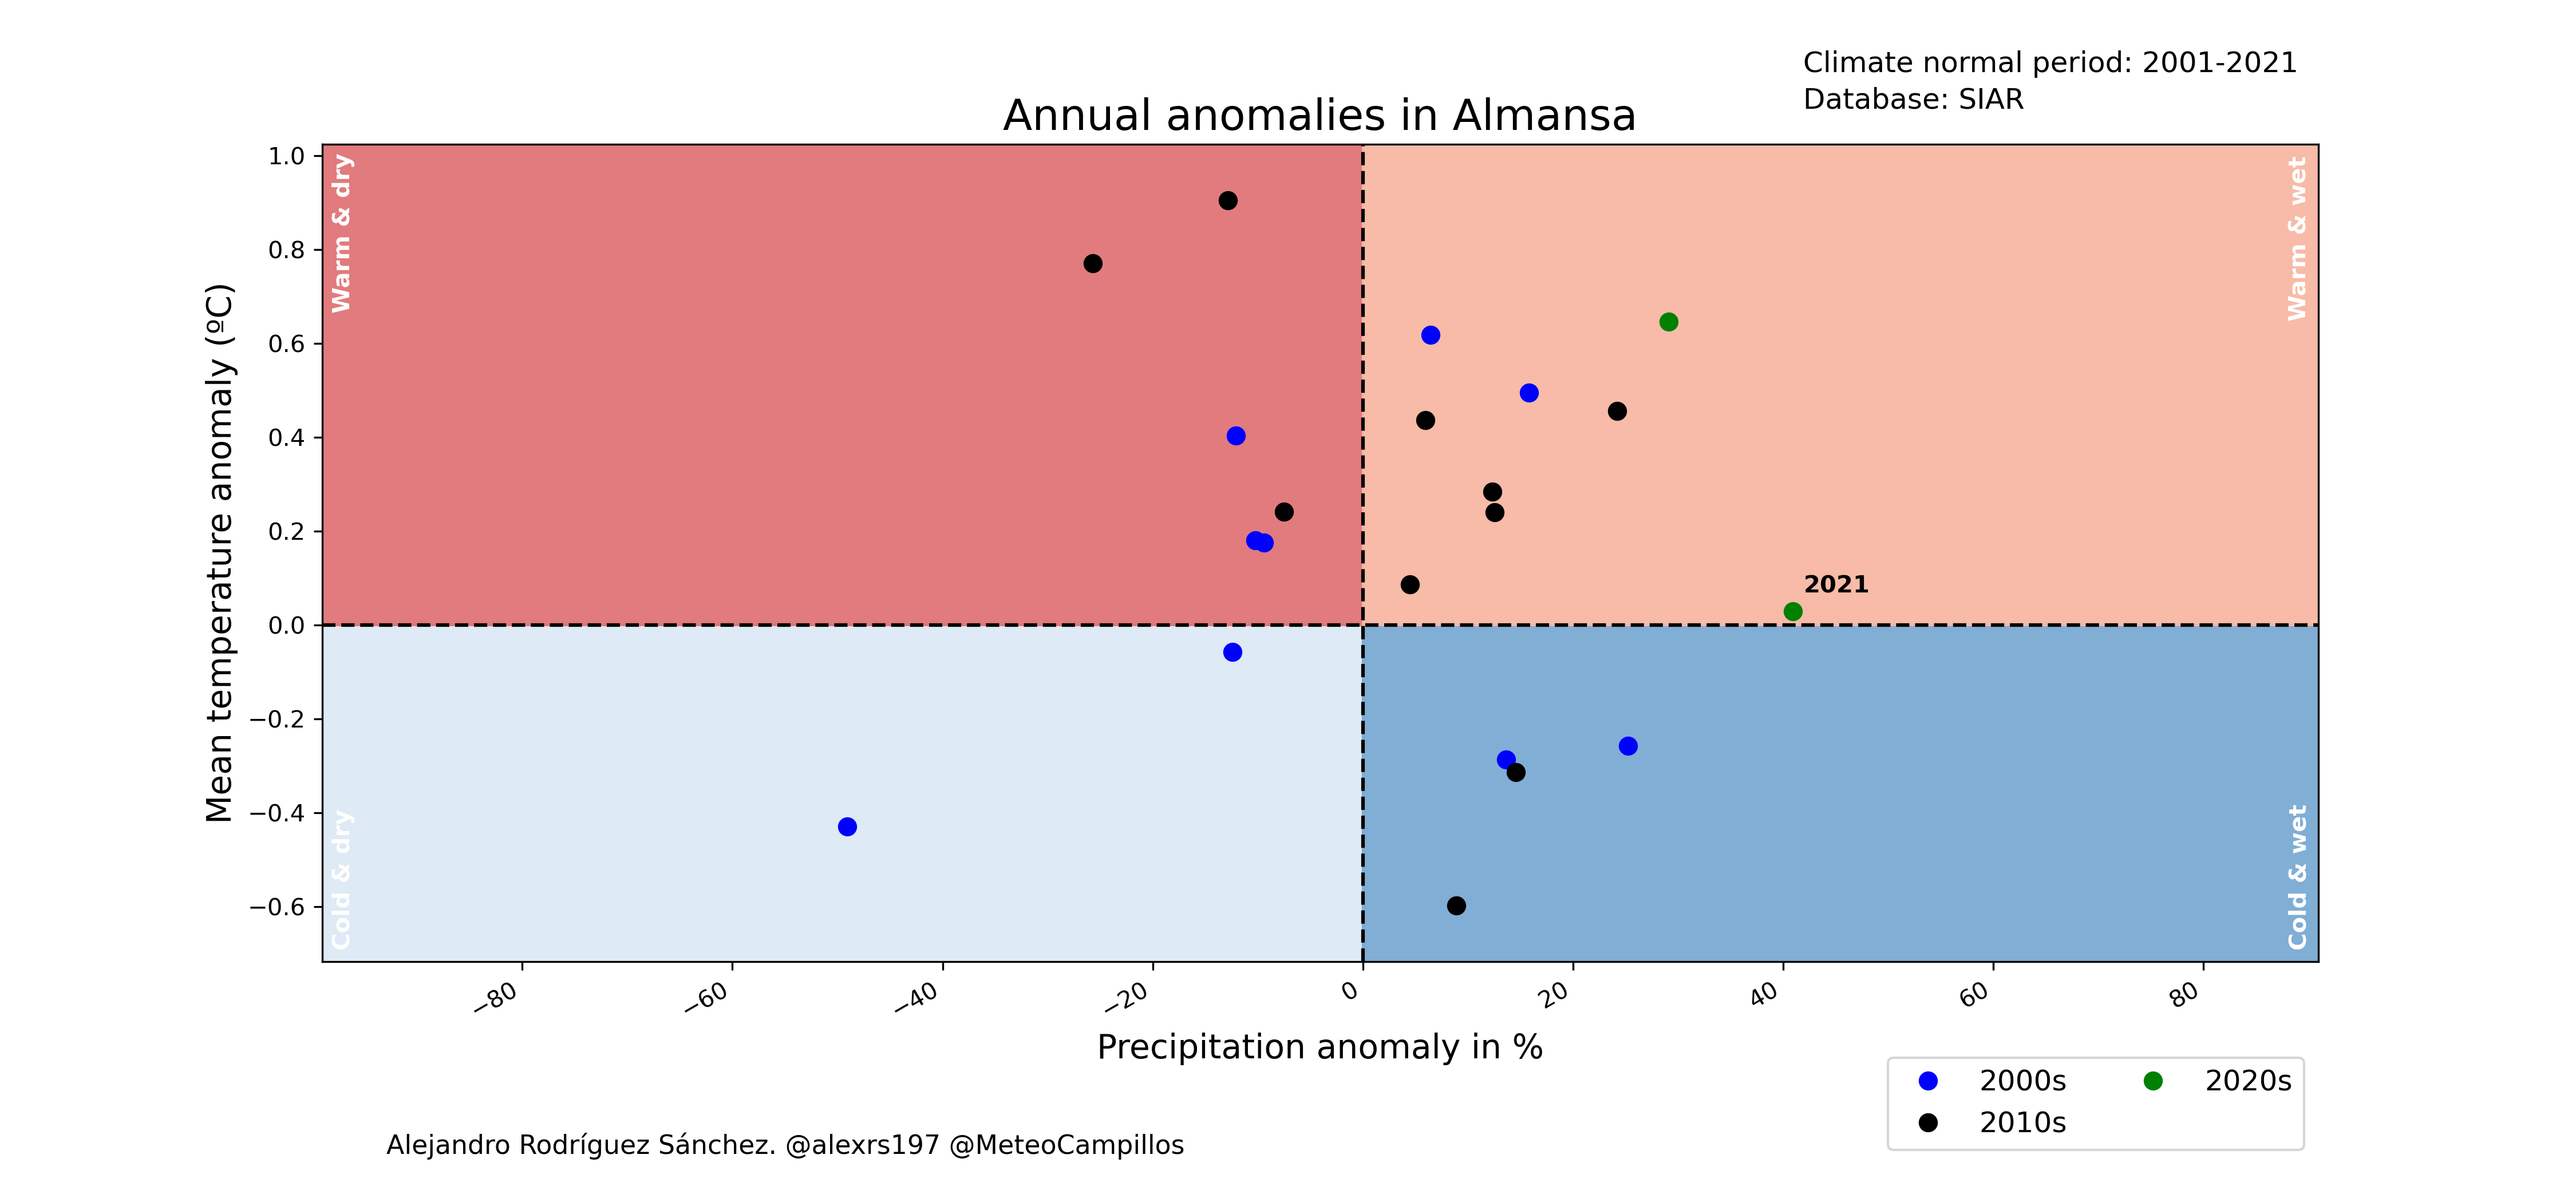 Climate normal period: 2001-2021
Database: SIAR
Annual anomalies in Almansa
Warm & dry
Warm & wet
Cold & dry
Cold & wet
Mean temperature anomaly (ºC)
1.0
0.8
0.6
0.4
0.2
0.0
−0.2
−0.4
−0.6
2021
−80
−60
−40
−20
0
20
40
60
80
Precipitation anomaly in %
2000s
2010s
2020s
Alejandro Rodríguez Sánchez. @alexrs197 @MeteoCampillos